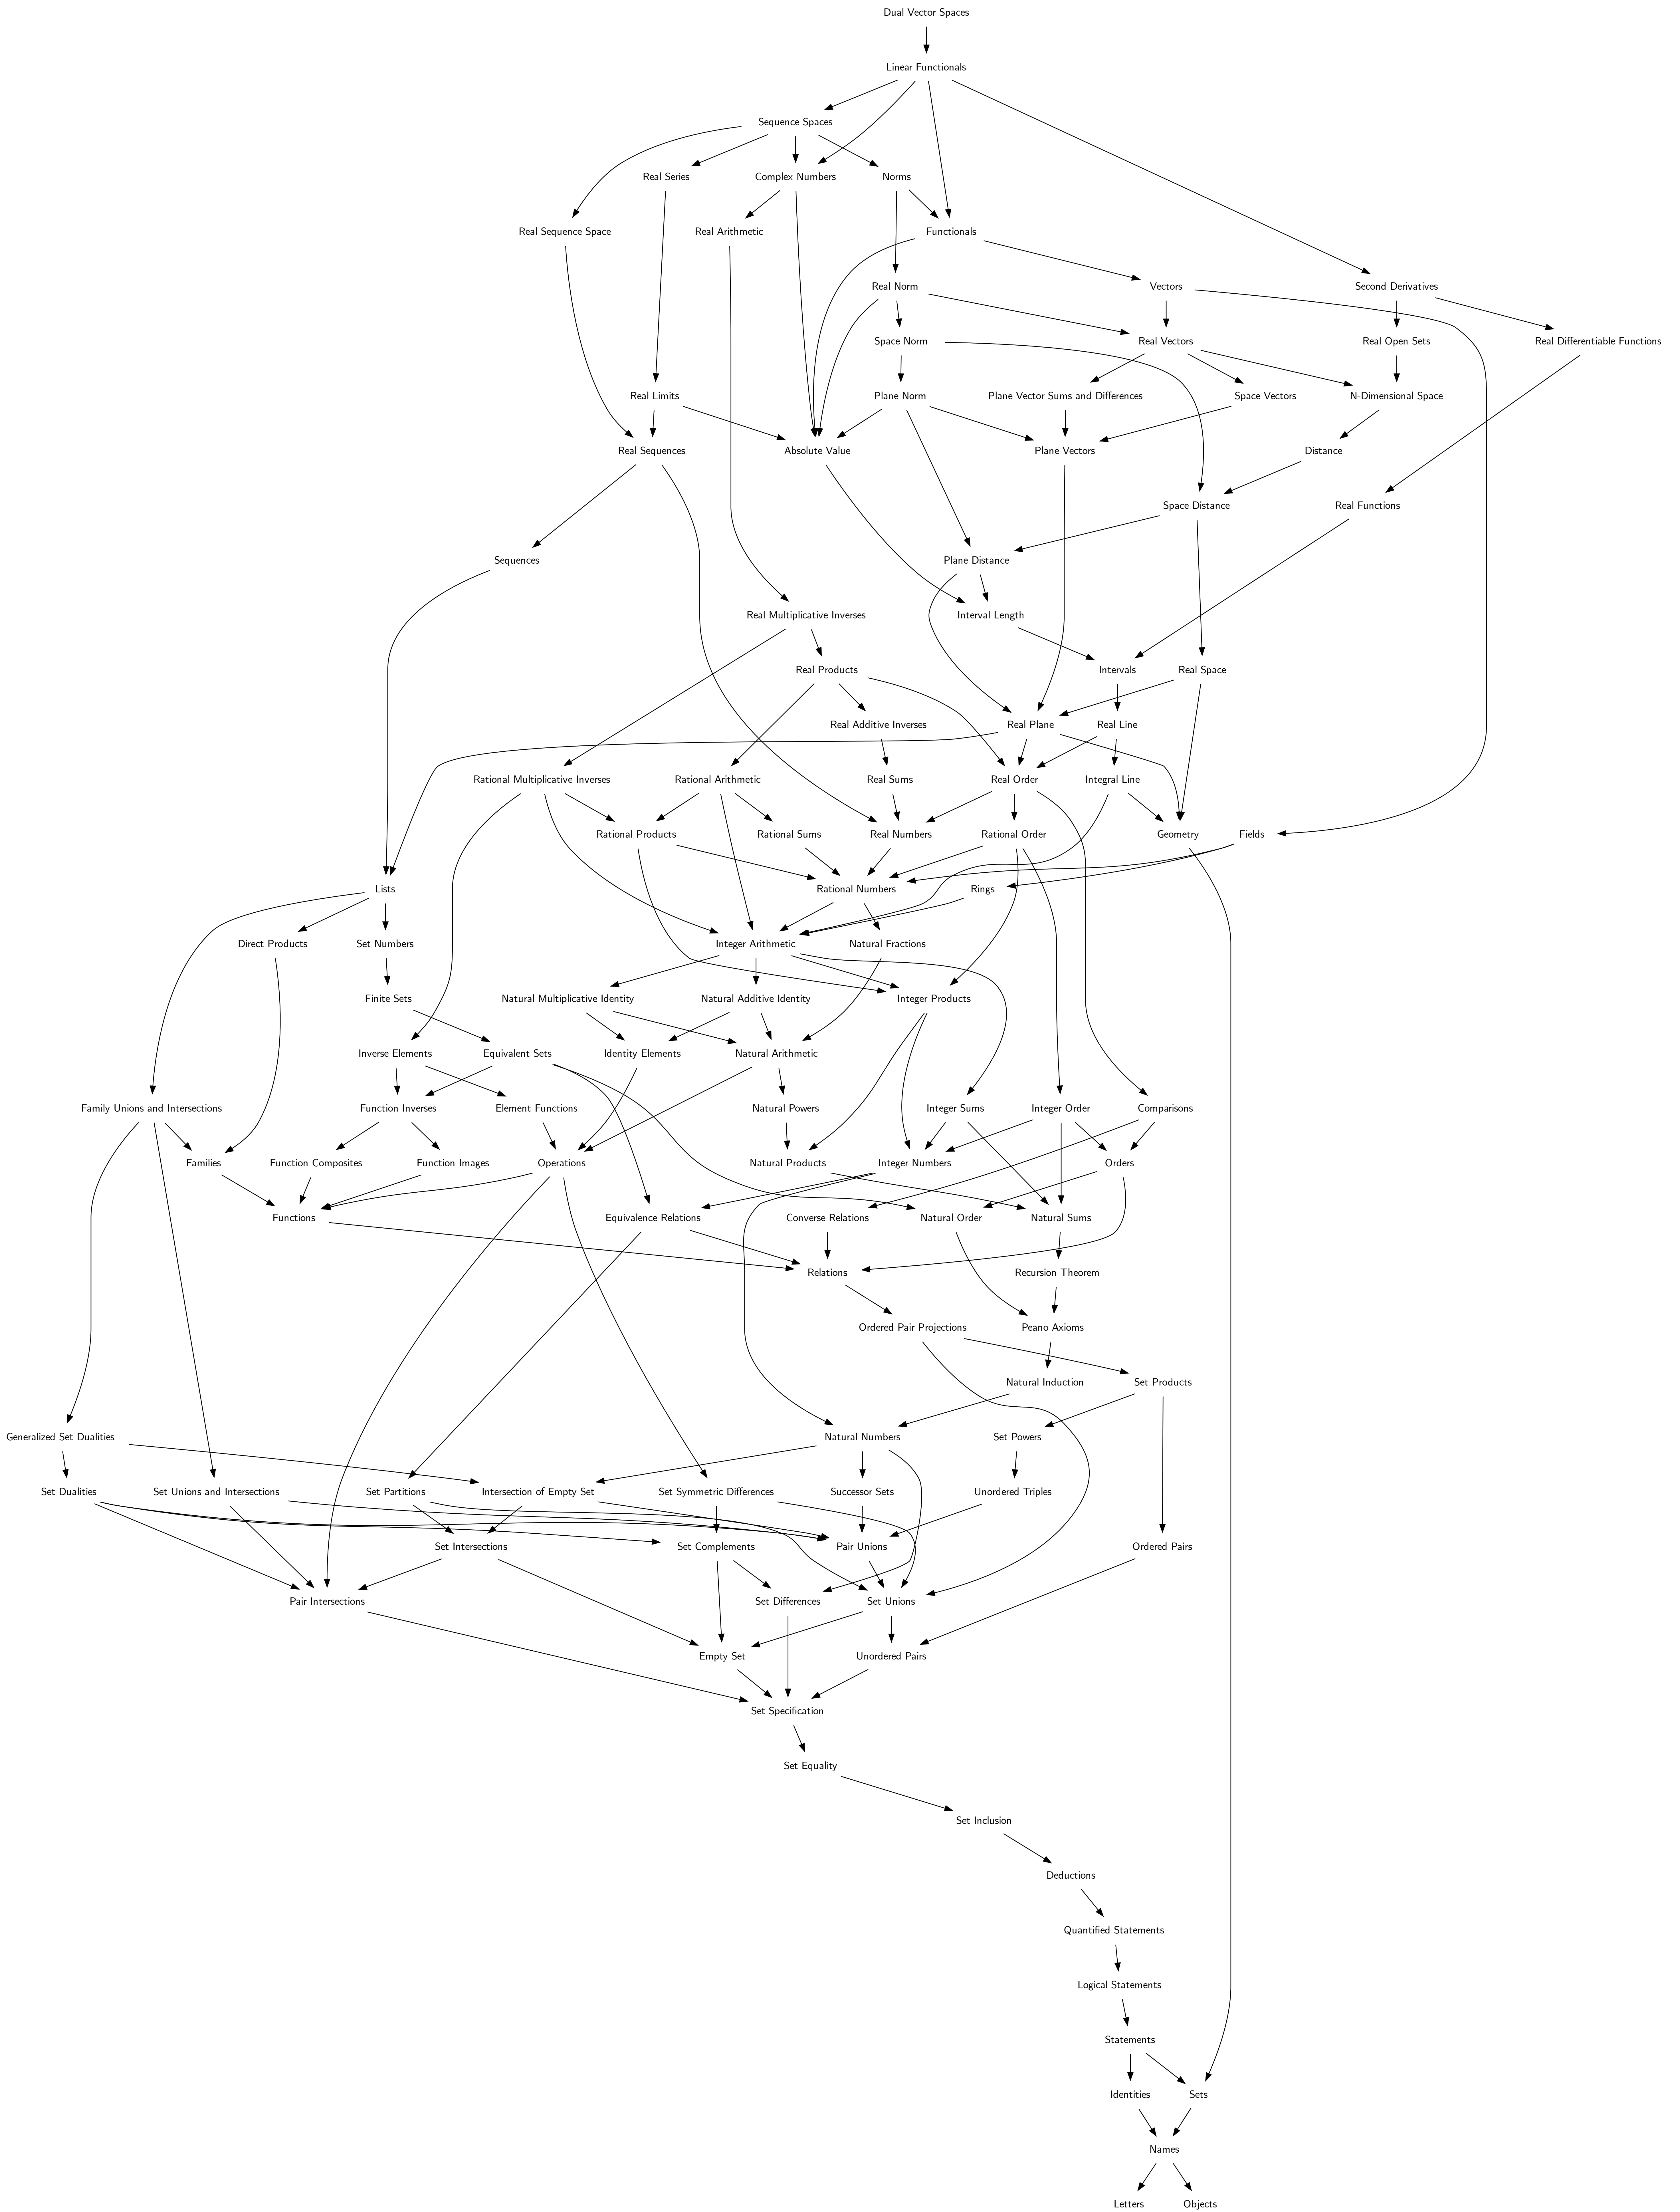 Dual Vector Spaces
Linear Functionals
Sequence Spaces
Real Series
Complex Numbers
Norms
Real Sequence Space
Real Arithmetic
Functionals
Real Norm
Vectors
Second Derivatives
Space Norm
Real Vectors
Real Open Sets
Real Differentiable Functions
Real Limits
Plane Norm
Plane Vector Sums and Differences
Space Vectors
N-Dimensional Space
Real Sequences
Absolute Value
Plane Vectors
Distance
Space Distance
Real Functions
Sequences
Plane Distance
Real Multiplicative Inverses
Interval Length
Real Products
Intervals
Real Space
Real Additive Inverses
Real Plane
Real Line
Rational Multiplicative Inverses
Rational Arithmetic
Real Sums
Real Order
Integral Line
Rational Products
Rational Sums
Real Numbers
Rational Order
Geometry
Fields
Lists
Rational Numbers
Rings
Direct Products
Set Numbers
Integer Arithmetic
Natural Fractions
Finite Sets
Natural Multiplicative Identity
Natural Additive Identity
Integer Products
Inverse Elements
Equivalent Sets
Identity Elements
Natural Arithmetic
Family Unions and Intersections
Function Inverses
Element Functions
Natural Powers
Integer Sums
Integer Order
Comparisons
Families
Function Composites
Function Images
Operations
Natural Products
Integer Numbers
Orders
Functions
Equivalence Relations
Converse Relations
Natural Order
Natural Sums
Relations
Recursion Theorem
Ordered Pair Projections
Peano Axioms
Natural Induction
Set Products
Generalized Set Dualities
Natural Numbers
Set Powers
Set Dualities
Set Unions and Intersections
Set Partitions
Intersection of Empty Set
Set Symmetric Differences
Successor Sets
Unordered Triples
Set Intersections
Set Complements
Pair Unions
Ordered Pairs
Pair Intersections
Set Differences
Set Unions
Empty Set
Unordered Pairs
Set Specification
Set Equality
Set Inclusion
Deductions
Quantified Statements
Logical Statements
Statements
Identities
Sets
Names
Letters
Objects